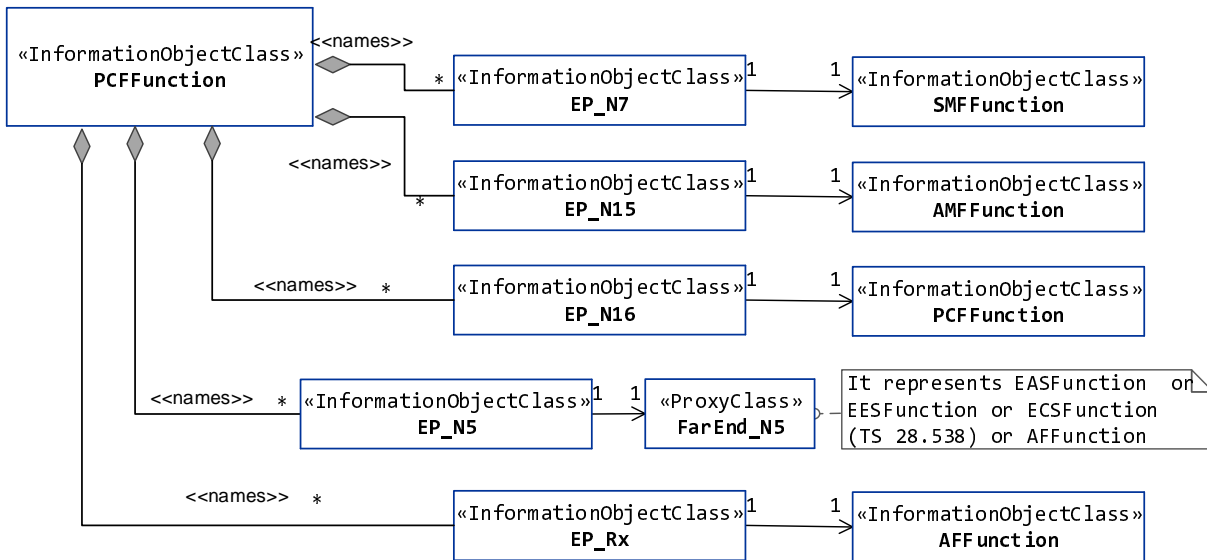 «InformationObjectClass»
PCFFunction
<<names>>
*
«InformationObjectClass»
EP_N7
1
1
«InformationObjectClass»
SMFFunction
<<names>>
*
«InformationObjectClass»
EP_N15
1
1
«InformationObjectClass»
AMFFunction
<<names>>
*
«InformationObjectClass»
EP_N16
1
1
«InformationObjectClass»
PCFFunction
<<names>>
*
«InformationObjectClass»
EP_N5
1
1
«ProxyClass»
FarEnd_N5
It represents EASFunction or
EESFunction or ECSFunction
(TS 28.538) or AFFunction
<<names>>
*
«InformationObjectClass»
EP_Rx
1
1
«InformationObjectClass»
AFFunction